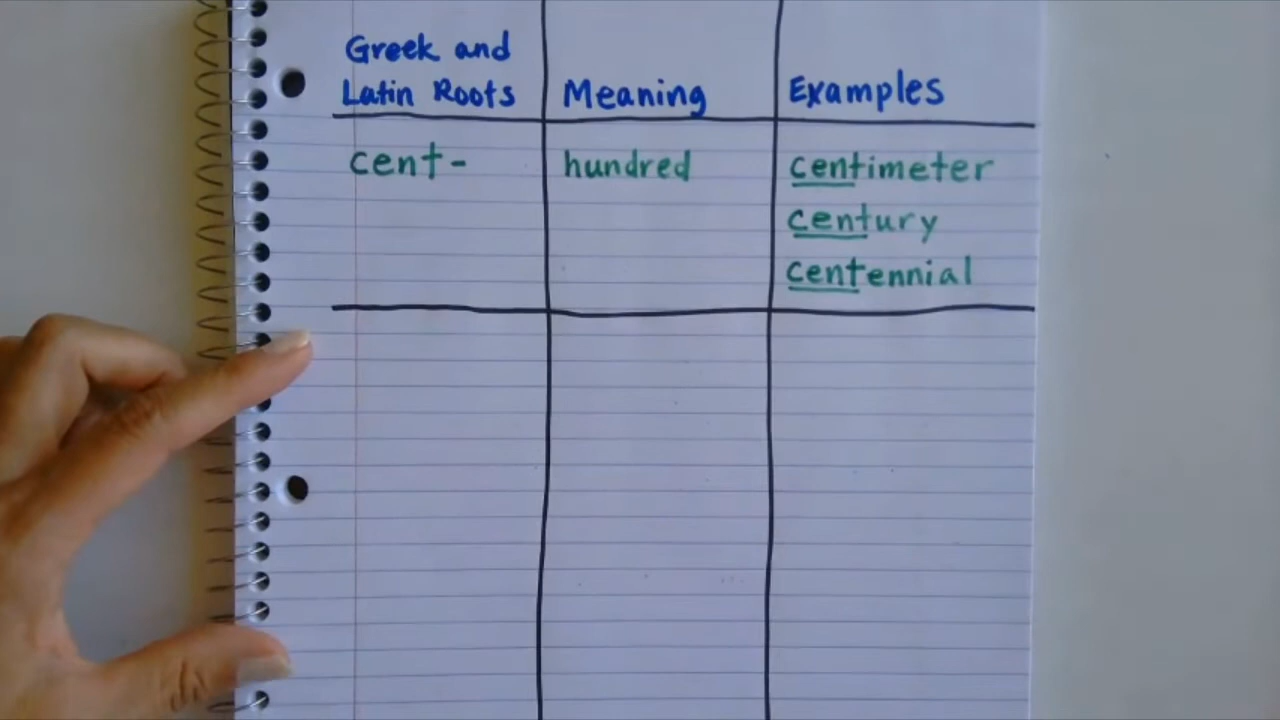 Greek and
Latin Roots
Meaning
Examples
cent-
hundred
centimeter
century
centennial